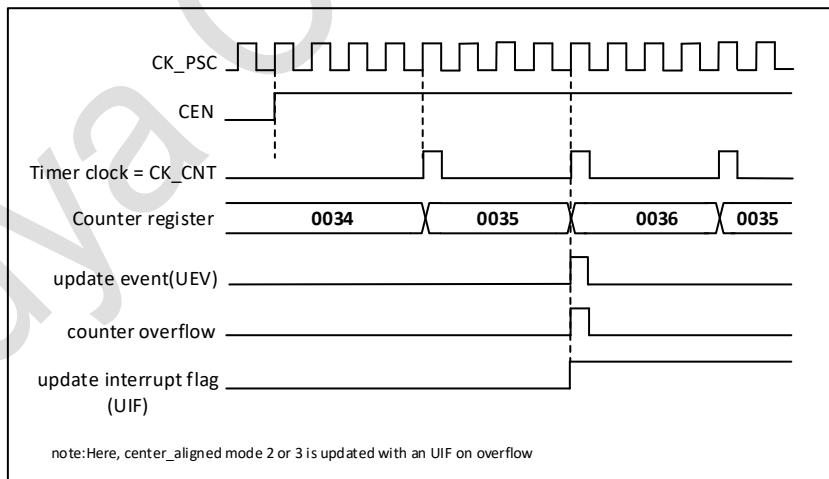 CK_PSC
CEN
Timer clock = CK_CNT
Counter register 0034 0035 0036 0035
update event(UEV)
counter overflow
update interrupt flag
(UIF)
note:Here, center_aligned mode 2 or 3 is updated with an UIF on overflow